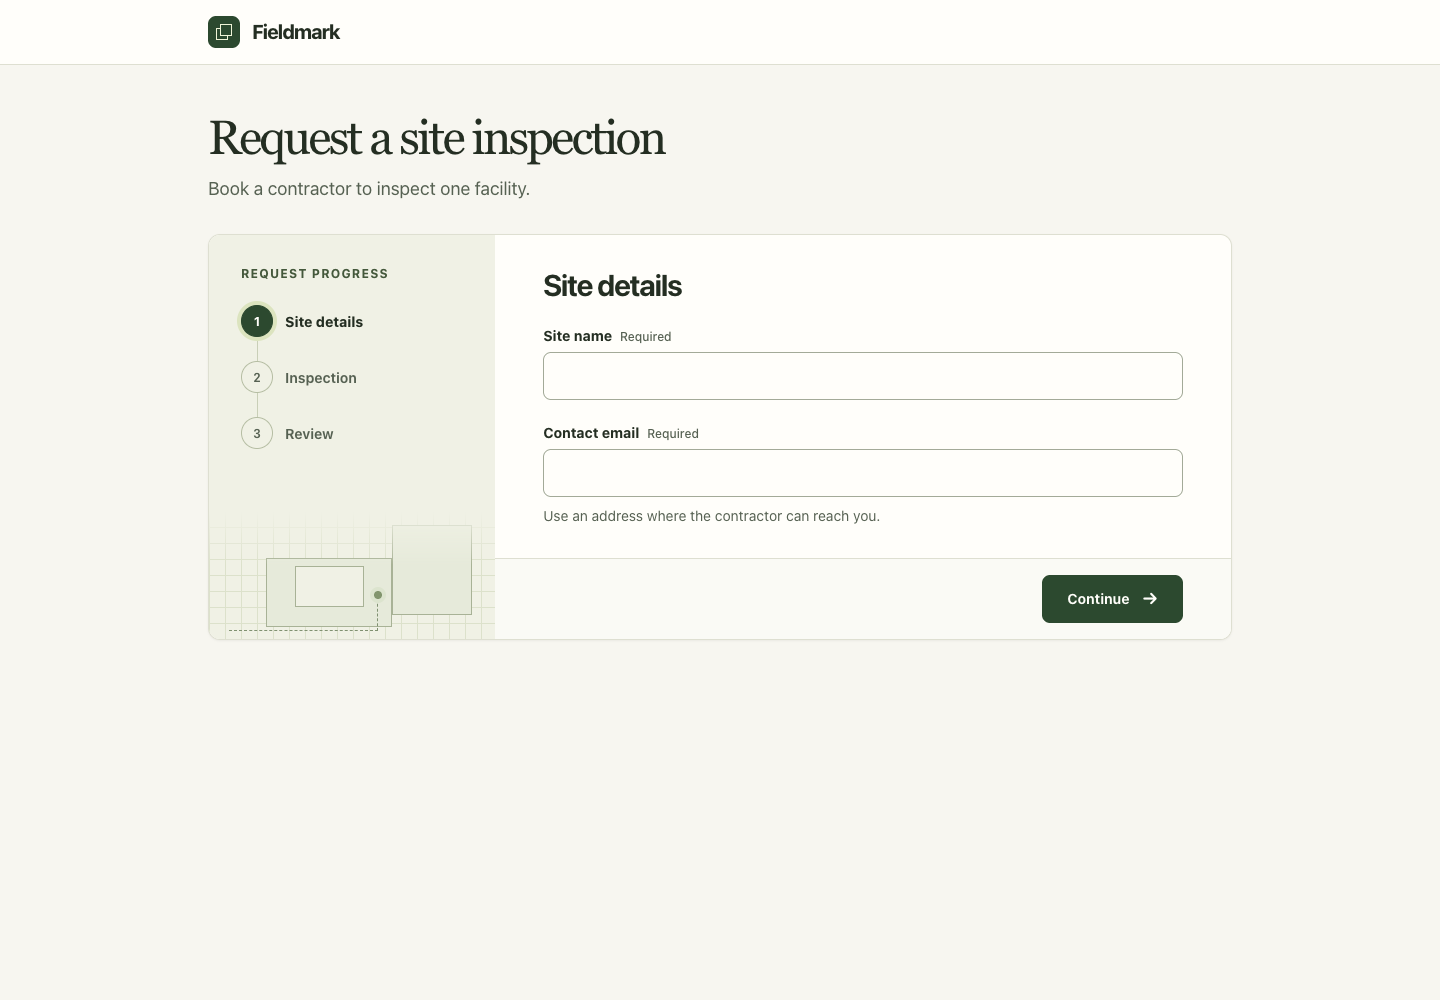 Fieldmark
Request a site inspection
Book a contractor to inspect one facility.
REQUEST PROGRESS
1 Site details
2 Inspection
3 Review
Site details
Site name Required
Contact email Required
Use an address where the contractor can reach you.
Continue